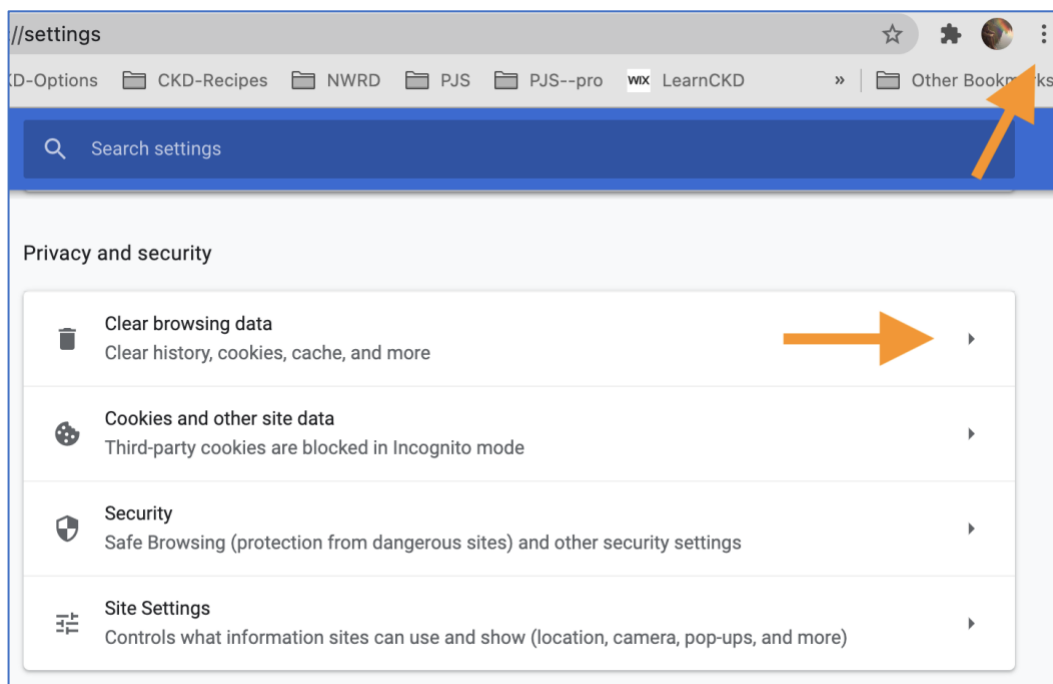 //settings
KD-Options CKD-Recipes NWRD PJS PJS--pro WIX LearnCKD » Other Bookmarks
Search settings
Privacy and security
Clear browsing data
Clear history, cookies, cache, and more
Cookies and other site data
Third-party cookies are blocked in Incognito mode
Security
Safe Browsing (protection from dangerous sites) and other security settings
Site Settings
Controls what information sites can use and show (location, camera, pop-ups, and more)